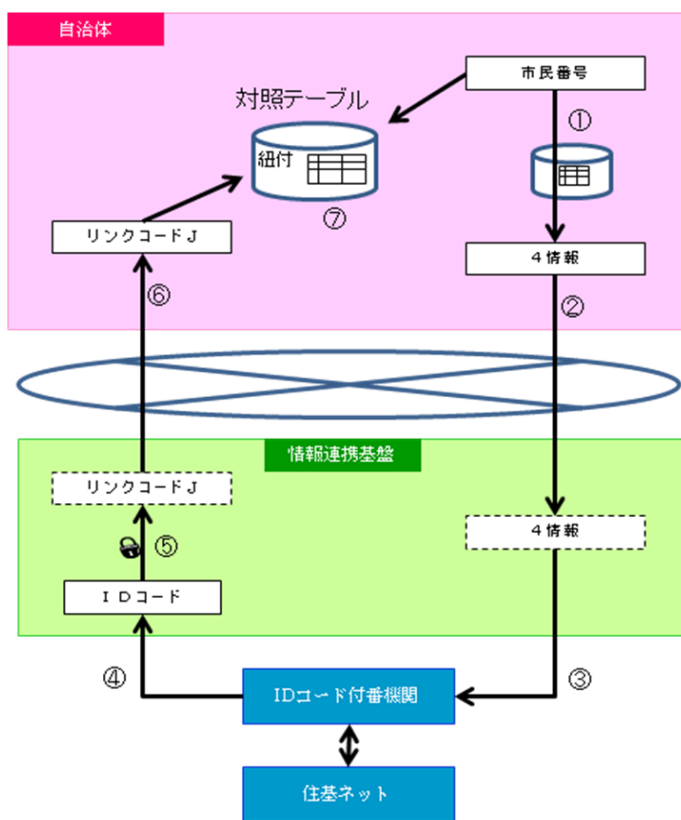 自治体
市民番号
対照テーブル
①
紐付
⑦
リンクコードJ
4情報
⑥
②
情報連携基盤
リンクコードJ
4情報
⑤
IDコード
④
③
IDコード付番機関
住基ネット